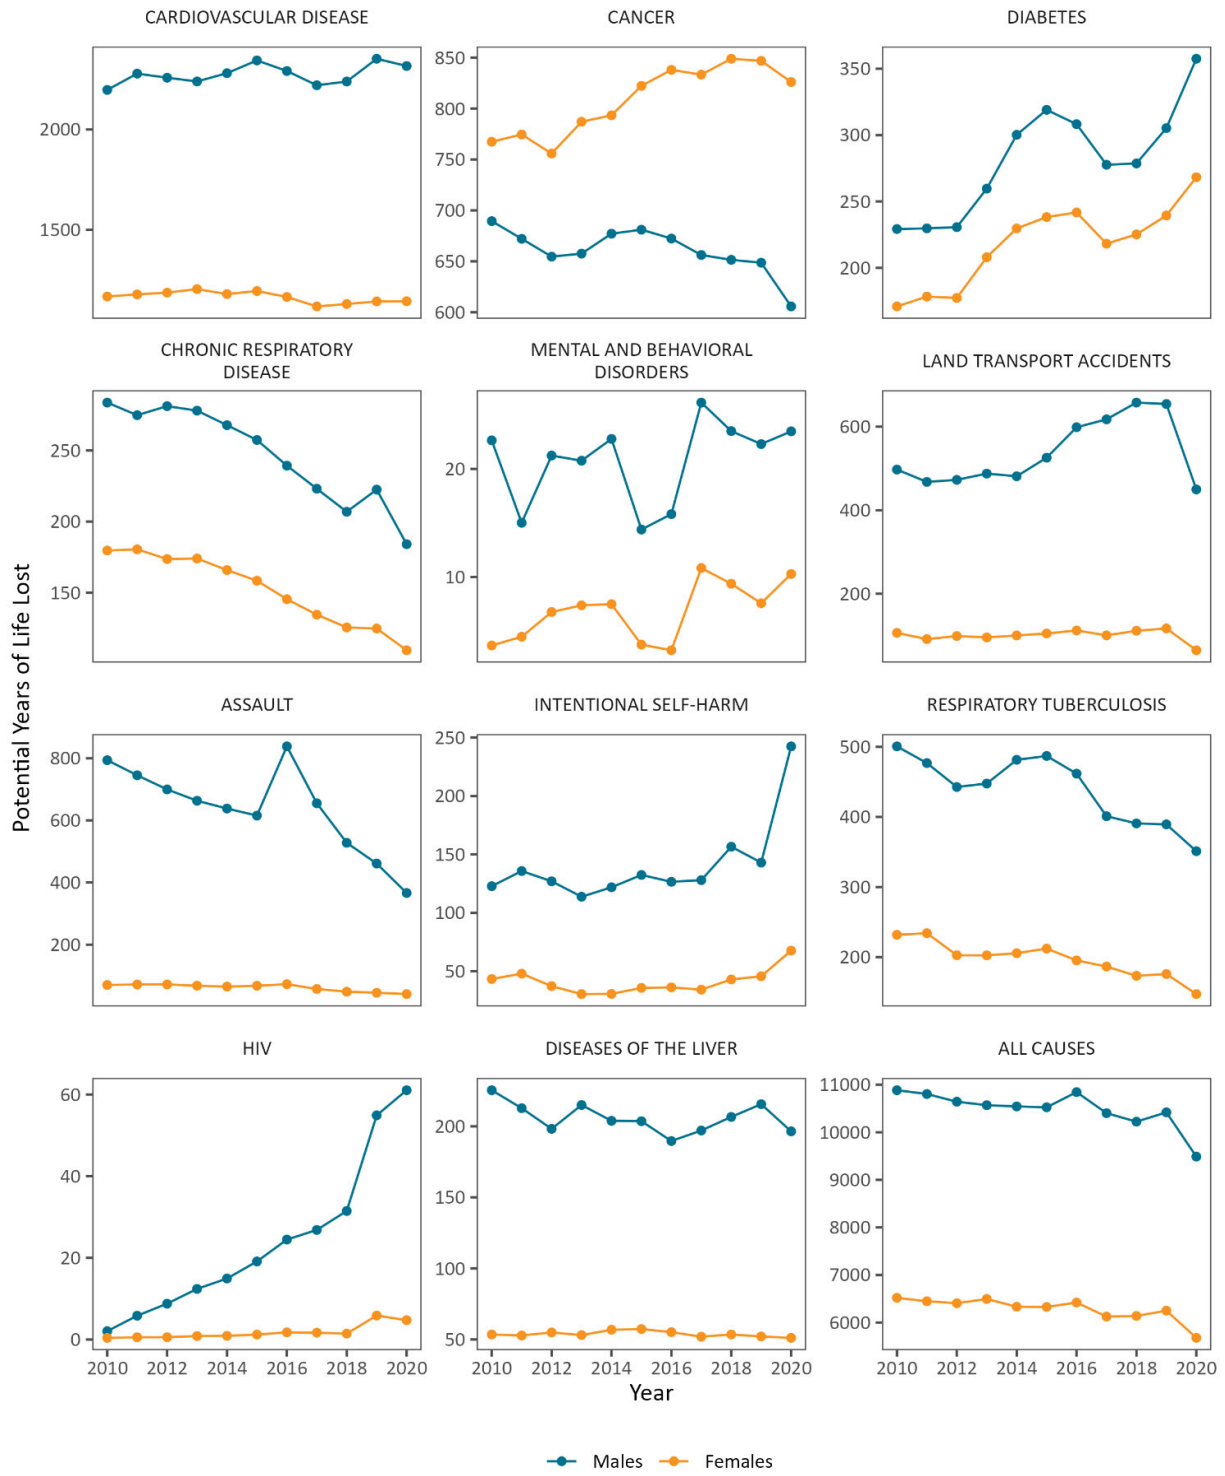 CARDIOVASCULAR DISEASE
CANCER
DIABETES
2000
1500
850
800
750
700
650
600
350
300
250
200
CHRONIC RESPIRATORY
DISEASE
MENTAL AND BEHAVIORAL
DISORDERS
LAND TRANSPORT ACCIDENTS
250
200
150
20
10
600
400
200
Potential Years of Life Lost
ASSAULT
INTENTIONAL SELF-HARM
RESPIRATORY TUBERCULOSIS
800
600
400
200
250
200
150
100
50
500
400
300
200
HIV
DISEASES OF THE LIVER
ALL CAUSES
60
40
20
0
200
150
100
50
11000
10000
9000
8000
7000
6000
2010 2012 2014 2016 2018 2020
2010 2012 2014 2016 2018 2020
2010 2012 2014 2016 2018 2020
Year
Males Females